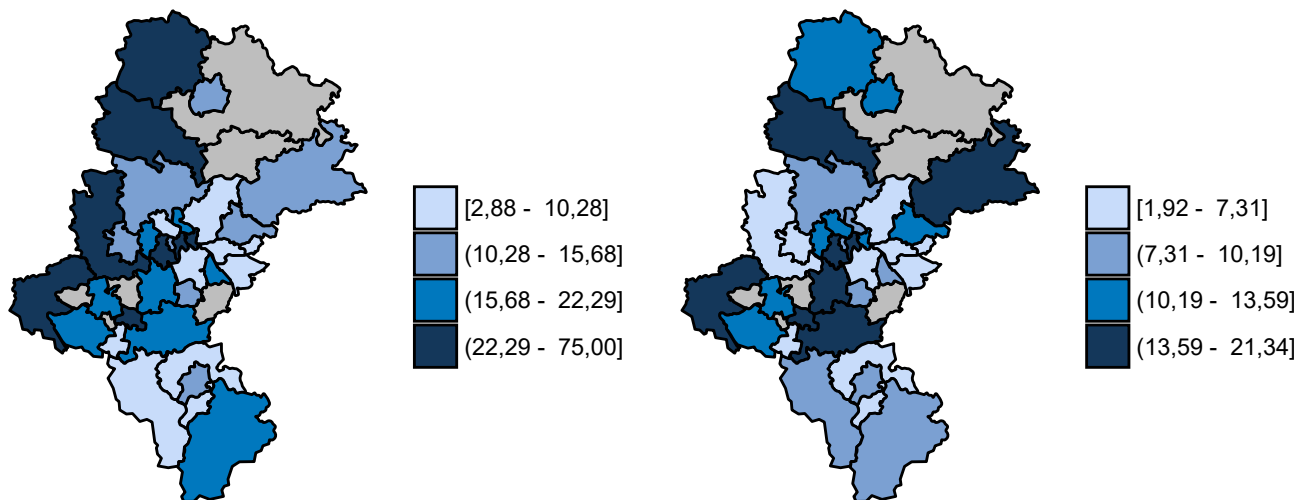 [2,88 - 10,28]
(10,28 - 15,68]
(15,68 - 22,29]
(22,29 - 75,00]
[1,92 - 7,31]
(7,31 - 10,19]
(10,19 - 13,59]
(13,59 - 21,34]